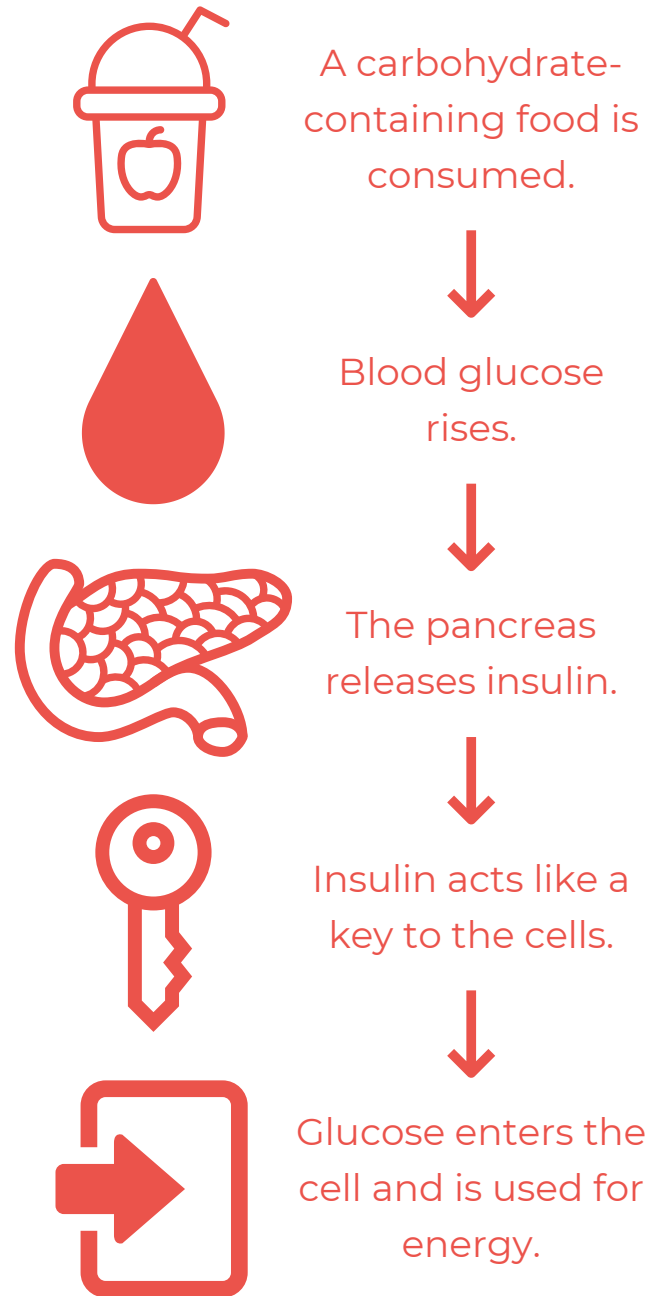 A carbohydrate-
containing food is
consumed.
Blood glucose
rises.
The pancreas
releases insulin.
Insulin acts like a
key to the cells.
Glucose enters the
cell and is used for
energy.